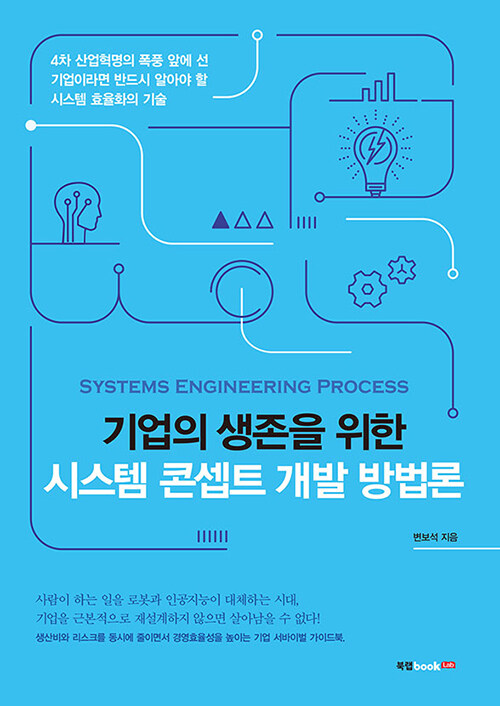 4차 산업혁명의 폭풍 앞에 선
기업이라면 반드시 알아야 할
시스템 효율화의 기술
SYSTEMS ENGINEERING PROCESS
기업의 생존을 위한
시스템 콘셉트 개발 방법론
변보석 지음
사람이 하는 일을 로봇과 인공지능이 대체하는 시대,
기업을 근본적으로 재설계하지 않으면 살아남을 수 없다!
생산비와 리스크를 동시에 줄이면서 경영효율성을 높이는 기업 서바이벌 가이드북.
북랩book Lab